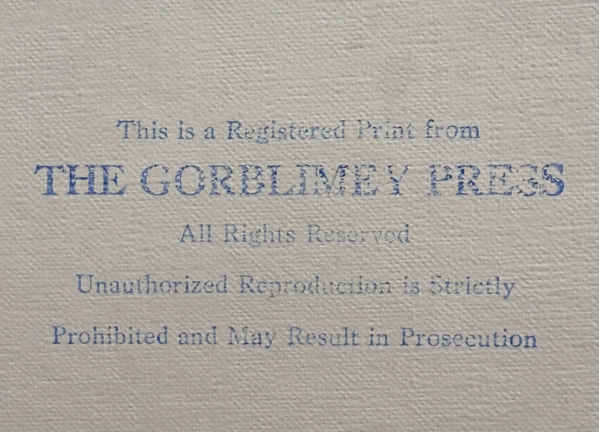 This is a Registered Print from
THE GORBLIMEY PRESS
All Rights Reserved
Unauthorized Reproduction is Strictly
Prohibited and May Result in Prosecution